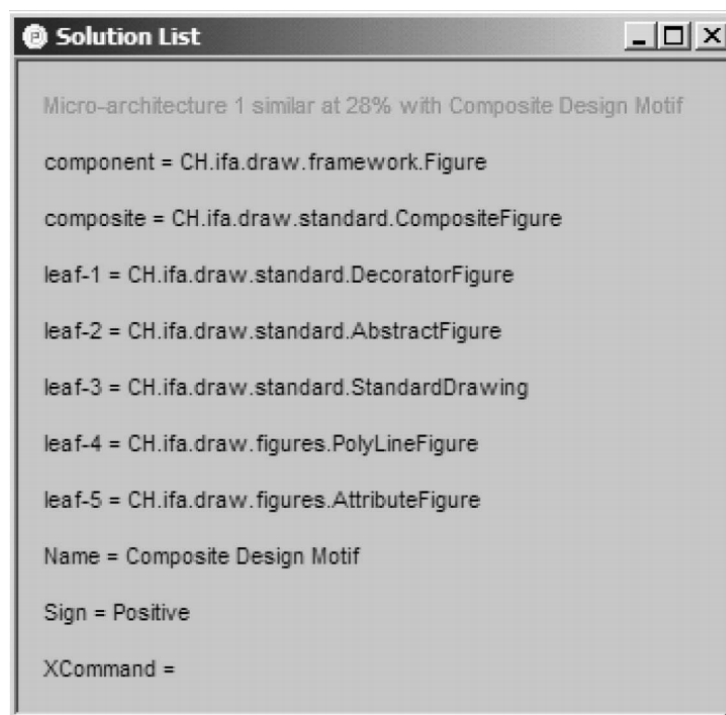 Solution List
Micro-architecture 1 similar at 28% with Composite Design Motif
component = CH.ifa.draw.framework.Figure
composite = CH.ifa.draw.standard.CompositeFigure
leaf-1 = CH.ifa.draw.standard.DecoratorFigure
leaf-2 = CH.ifa.draw.standard.AbstractFigure
leaf-3 = CH.ifa.draw.standard.StandardDrawing
leaf-4 = CH.ifa.draw.figures.PolyLineFigure
leaf-5 = CH.ifa.draw.figures.AttributeFigure
Name = Composite Design Motif
Sign = Positive
XCommand =